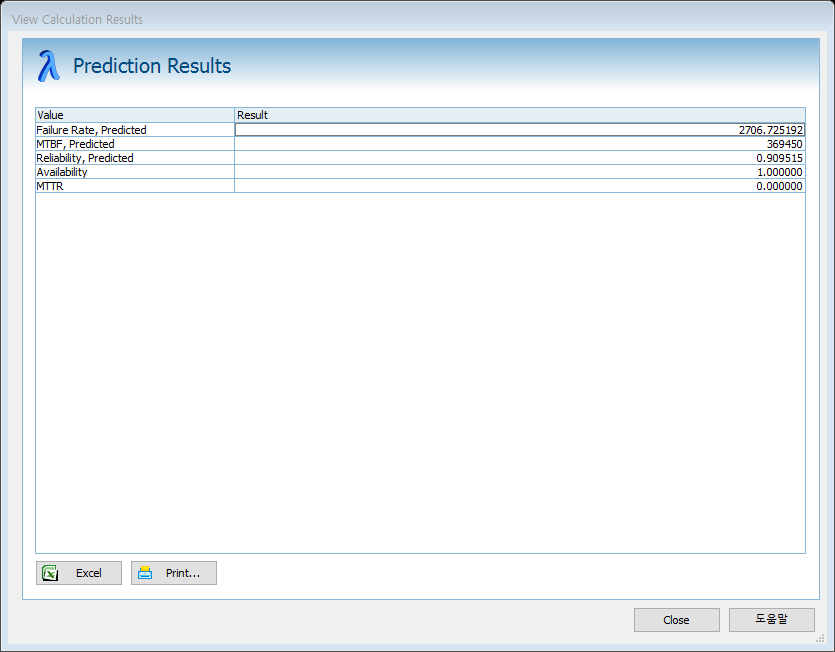 View Calculation Results
λ Prediction Results
Value Result
Failure Rate, Predicted 2706.725192
MTBF, Predicted 369450
Reliability, Predicted 0.909515
Availability 1.000000
MTTR 0.000000
Excel Print...
Close 도움말